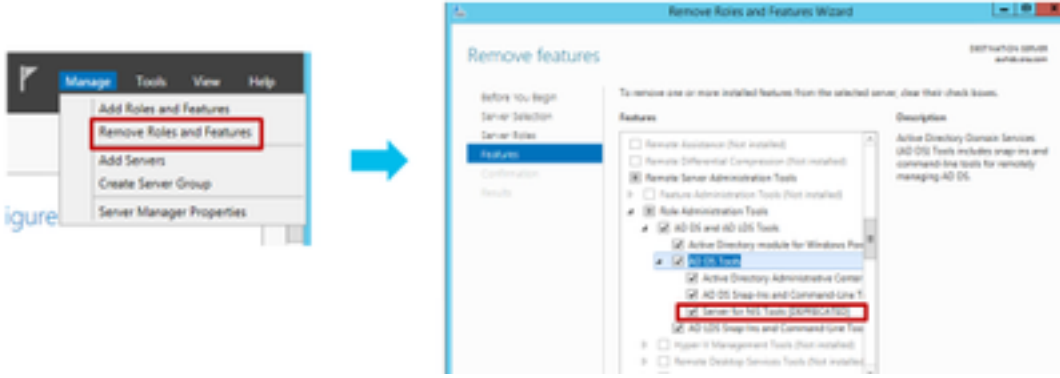 Manage Tools View Help
Add Roles and Features
Remove Roles and Features
Add Servers
Create Server Group
Server Manager Properties
igure
Remove Roles and Features Wizard
Remove features
DESTINATION SERVER
Before You Begin
Server Selection
Server Roles
Features
Confirmation
Results
To remove one or more installed features from the selected server, clear their check boxes.
Features
Remote Assistance (Not installed)
Remote Differential Compression (Not installed)
Remote Server Administration Tools
Feature Administration Tools (Not installed)
Role Administration Tools
AD DS and AD LDS Tools
Active Directory module for Windows Pow
AD DS Tools
Active Directory Administrative Center
AD DS Snap-Ins and Command-Line T
Server for NIS Tools [DEPRECATED]
AD LDS Snap-Ins and Command-Line Too
Hyper-V Management Tools (Not installed)
Remote Desktop Services Tools (Not installed
Description
Active Directory Domain Services
(AD DS) Tools includes snap-ins and
command-line tools for remotely
managing AD DS.